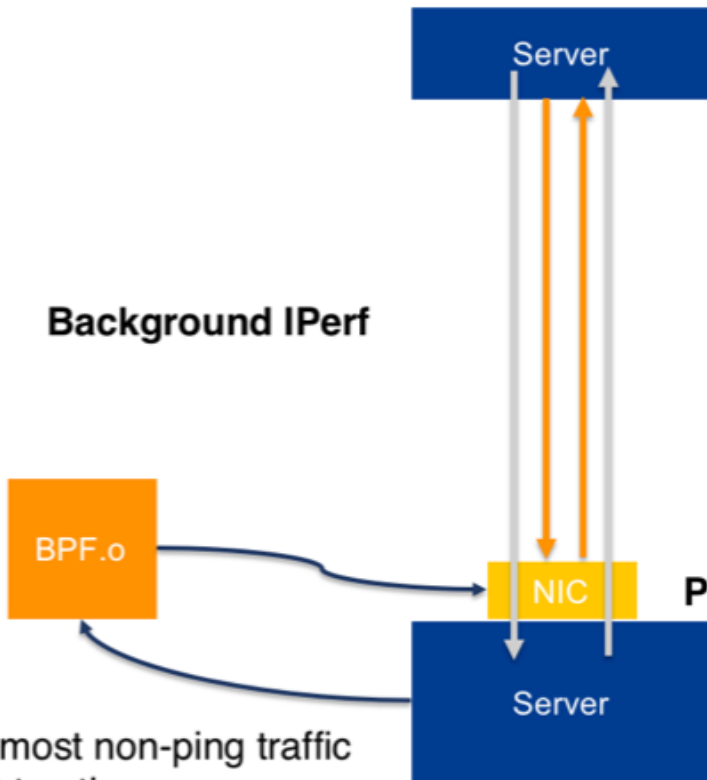 Server
Background IPerf
BPF.o
NIC
P
Server
most non-ping traffic